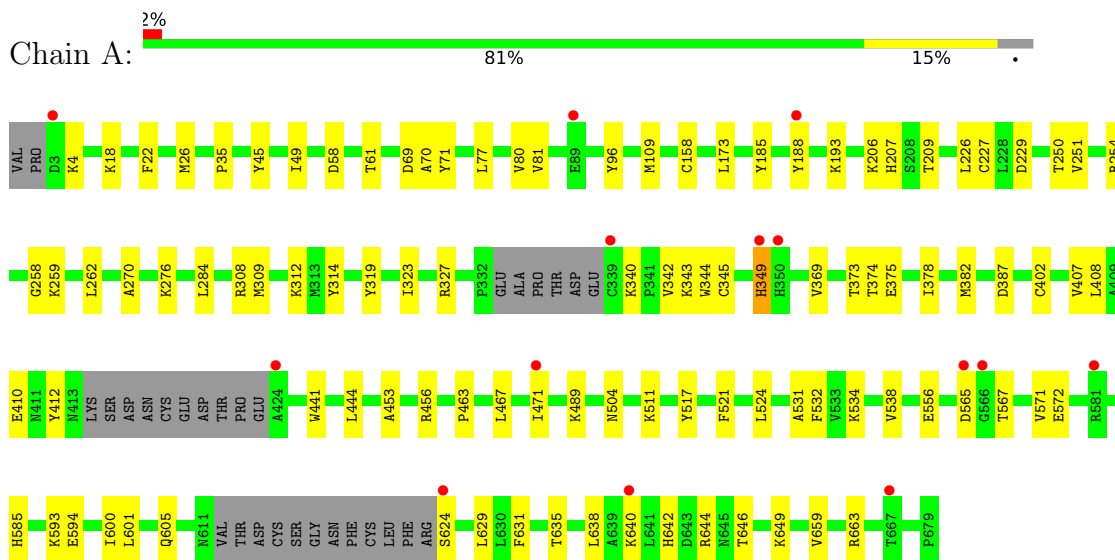 2%
Chain A:
81% 15% •
VAL PRO D3 K4 K18 F22 M26 P35 Y45 I49 D58 T61 D69 A70 Y71 L77 V80 V81 E89 Y96 M109 C158 L173 Y185 Y188 K193 K206 H207 S208 T209 L226 C227 L228 D229 T250 V251 R254
G258 K259 L262 A270 K276 L284 R308 M309 K312 M313 Y314 Y319 I323 R327 P332 GLU ALA PRO THR ASP GLU C339 K340 P341 V342 K343 W344 C345 H349 H350 V369 T373 T374 E375 I378 M382 D387 C402 V407 L408 A409
E410 N411 Y412 N413 LYS SER ASP ASN CYS GLU ASP THR PRO GLU A424 W441 L444 A453 R456 P463 L467 I471 K489 N504 K511 Y517 F521 L524 A531 F532 V533 K534 V538 E556 D565 G566 T567 V571 E572 R581
H585 K593 E594 I600 L601 Q605 N611 VAL THR ASP CYS SER GLY ASN PHE CYS LEU PHE ARG S624 L629 L630 F631 T635 L638 A639 K640 L641 H642 D643 R644 N645 T646 K649 V659 R663 T667 P679